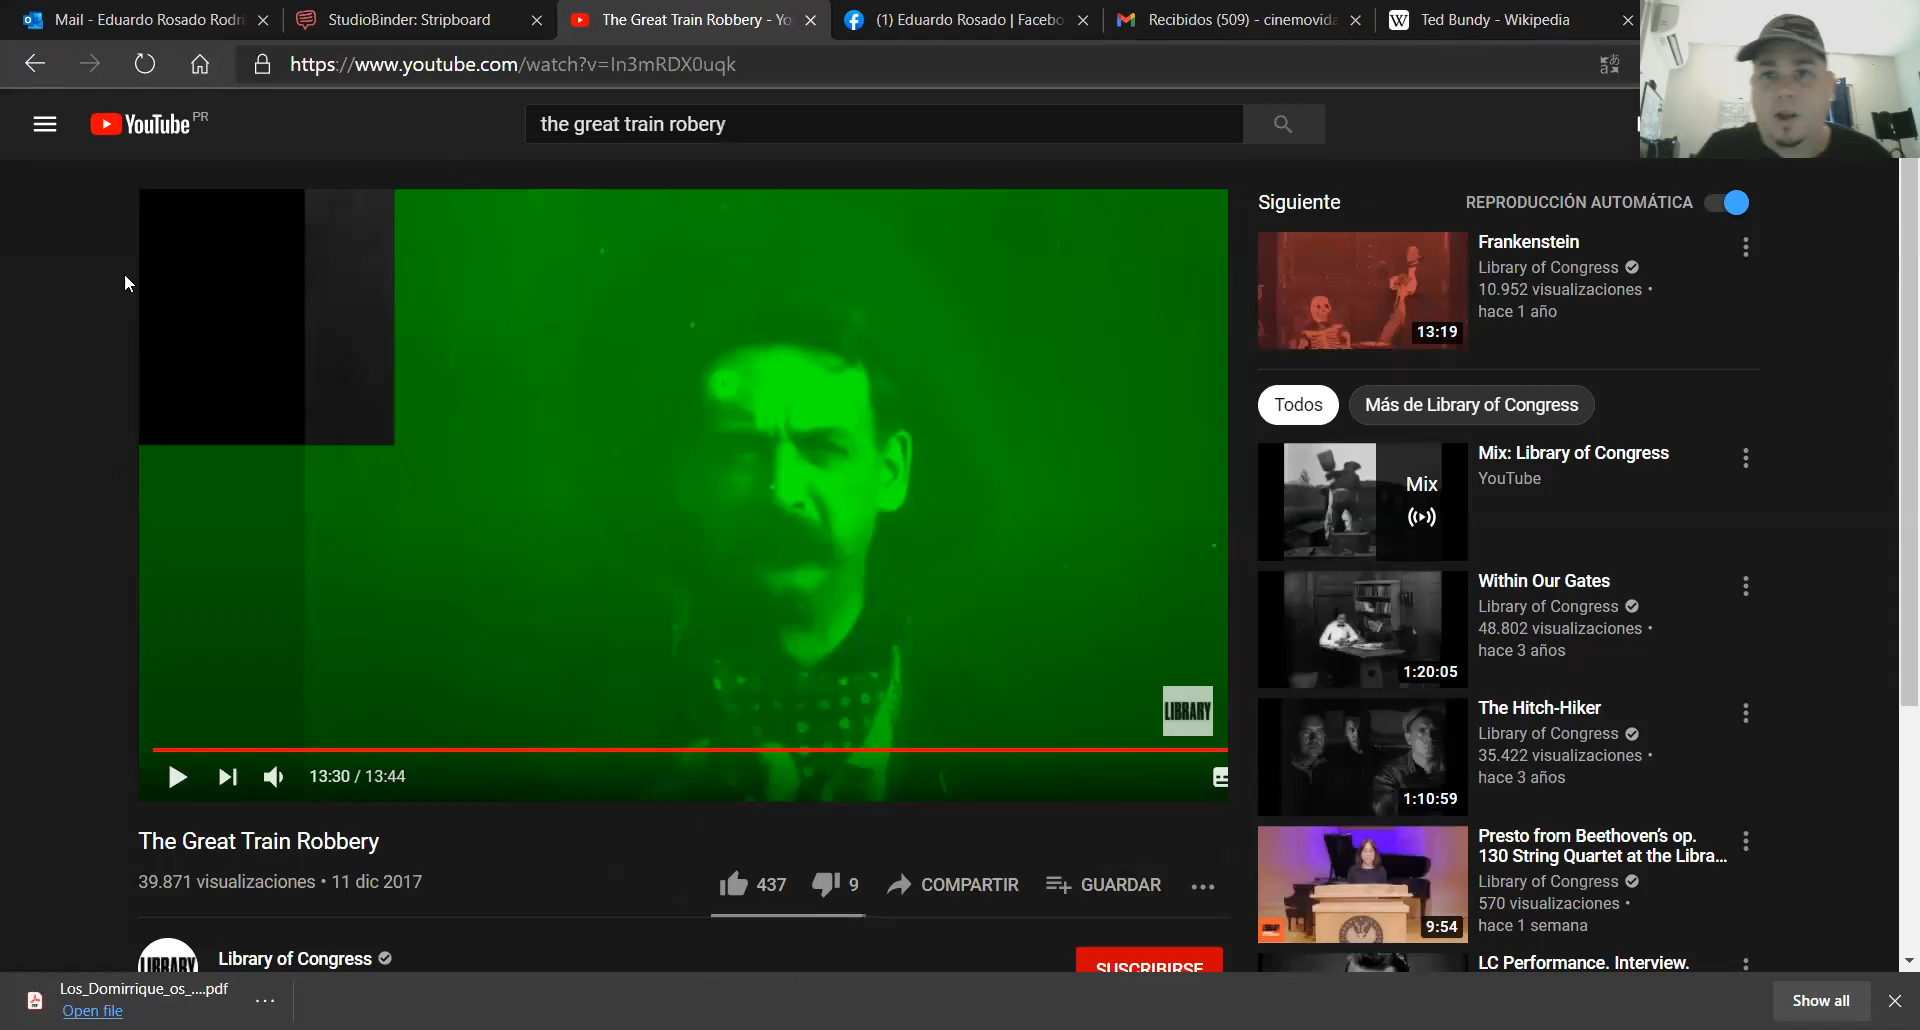 Mail - Eduardo Rosado Rodrí
StudioBinder: Stripboard
The Great Train Robbery - Yo
(1) Eduardo Rosado | Facebo
Recibidos (509) - cinemovida
Ted Bundy - Wikipedia
https://www.youtube.com/watch?v=In3mRDX0uqk
YouTube PR
the great train robery
Siguiente
REPRODUCCIÓN AUTOMÁTICA
Frankenstein
Library of Congress
10.952 visualizaciones •
hace 1 año
13:19
Todos
Más de Library of Congress
Mix: Library of Congress
YouTube
Mix
Within Our Gates
Library of Congress
48.802 visualizaciones •
hace 3 años
1:20:05
The Hitch-Hiker
Library of Congress
35.422 visualizaciones •
hace 3 años
1:10:59
Presto from Beethoven's op.
130 String Quartet at the Libra...
Library of Congress
570 visualizaciones •
hace 1 semana
9:54
LC Performance. Interview.
LIBRARY
13:30 / 13:44
The Great Train Robbery
39.871 visualizaciones • 11 dic 2017
437
9
COMPARTIR
GUARDAR
LIBRARY
Library of Congress
SUSCRIBIRSE
Los_Domirrique_os_....pdf
Open file
Show all